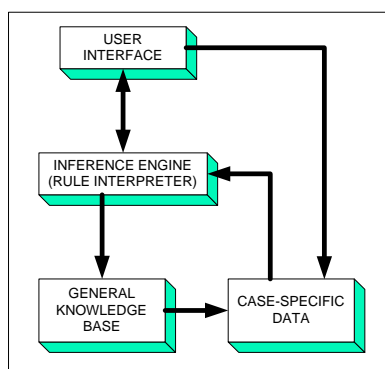 USER
INTERFACE
INFERENCE ENGINE
(RULE INTERPRETER)
GENERAL
KNOWLEDGE
BASE
CASE-SPECIFIC
DATA